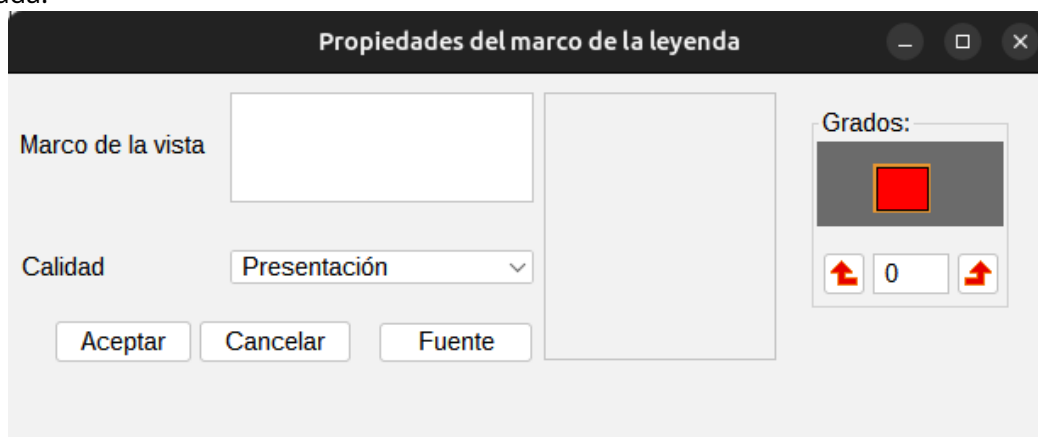 Propiedades del marco de la leyenda
Marco de la vista
Grados:
Calidad
Presentación
0
Aceptar
Cancelar
Fuente